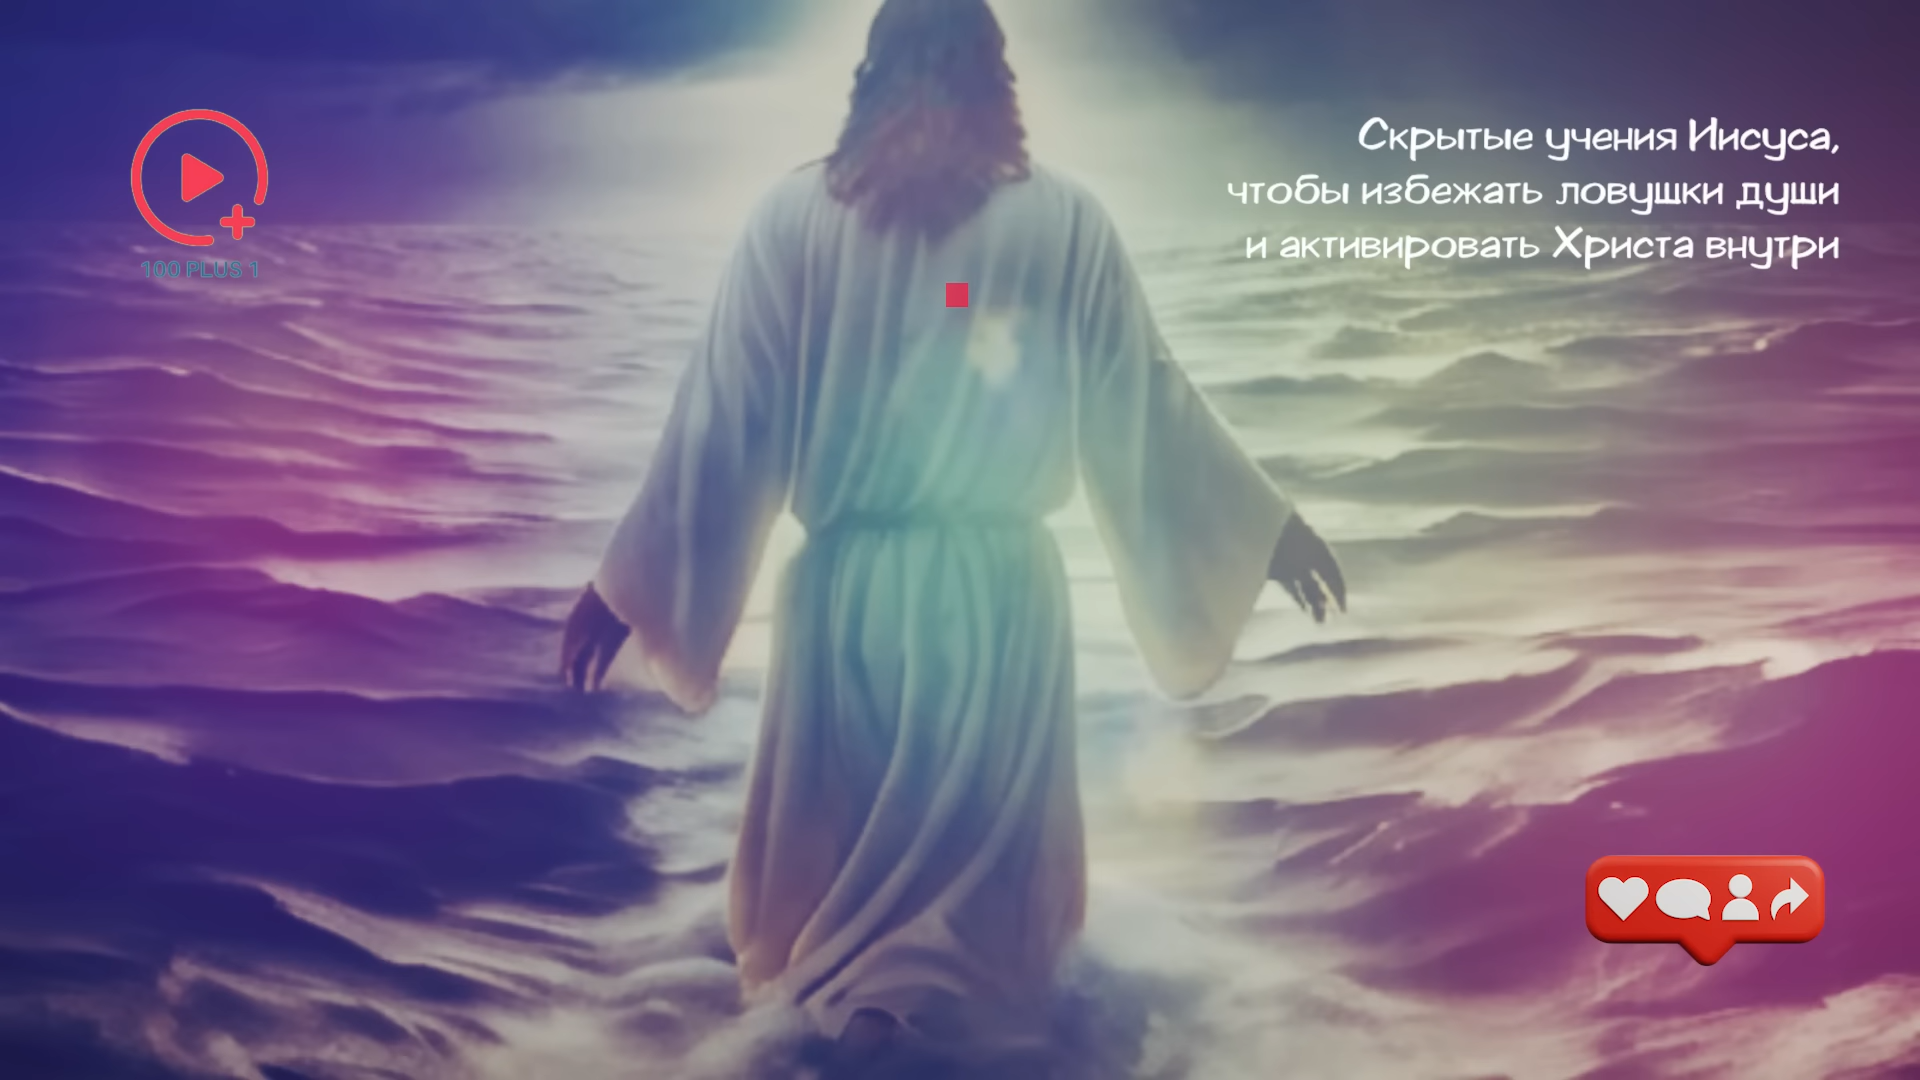 Скрытые учения Иисуса,
чтобы избежать ловушки души
и активировать Христа внутри
100 PLUS 1